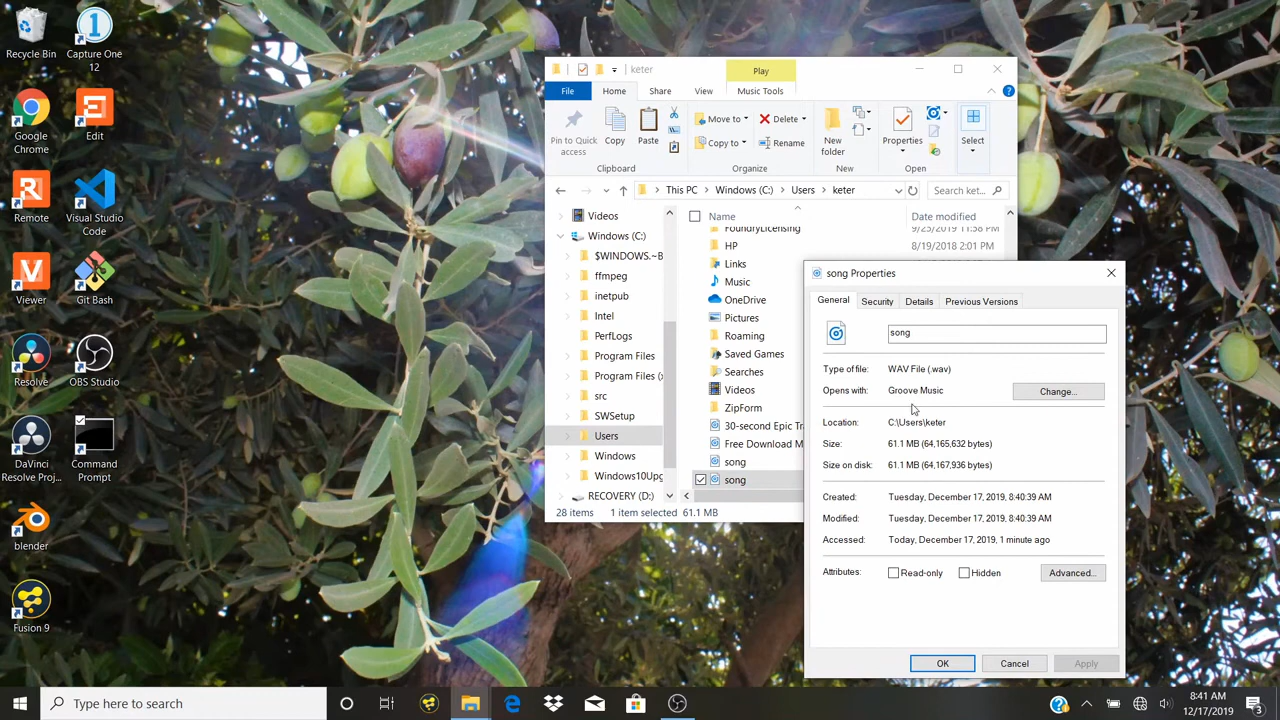 Recycle Bin
Capture One 12
Google Chrome
Edit
Remote
Visual Studio Code
Viewer
Git Bash
Resolve
OBS Studio
DaVinci Resolve Proj...
Command Prompt
blender
Fusion 9
keter
Play
File
Home
Share
View
Music Tools
Pin to Quick access
Copy
Paste
Move to
Copy to
Delete
Rename
New folder
Properties
Select
Clipboard
Organize
New
Open
This PC
Windows (C:)
Users
keter
Search ket...
Videos
Windows (C:)
$WINDOWS.~B
ffmpeg
inetpub
Intel
PerfLogs
Program Files
Program Files (x
src
SWSetup
Users
Windows
Windows10Upg
RECOVERY (D:)
Name
Date modified
FoundryLicensing
9/25/2019 11:58 PM
HP
8/19/2018 2:01 PM
Links
Music
OneDrive
Pictures
Roaming
Saved Games
Searches
Videos
ZipForm
30-second Epic Tr
Free Download M
song
song
28 items
1 item selected
61.1 MB
song Properties
General
Security
Details
Previous Versions
song
Type of file:
WAV File (.wav)
Opens with:
Groove Music
Change...
Location:
C:\Users\keter
Size:
61.1 MB (64,165,632 bytes)
Size on disk:
61.1 MB (64,167,936 bytes)
Created:
Tuesday, December 17, 2019, 8:40:39 AM
Modified:
Tuesday, December 17, 2019, 8:40:39 AM
Accessed:
Today, December 17, 2019, 1 minute ago
Attributes:
Read-only
Hidden
Advanced...
OK
Cancel
Apply
Type here to search
8:41 AM
12/17/2019
3